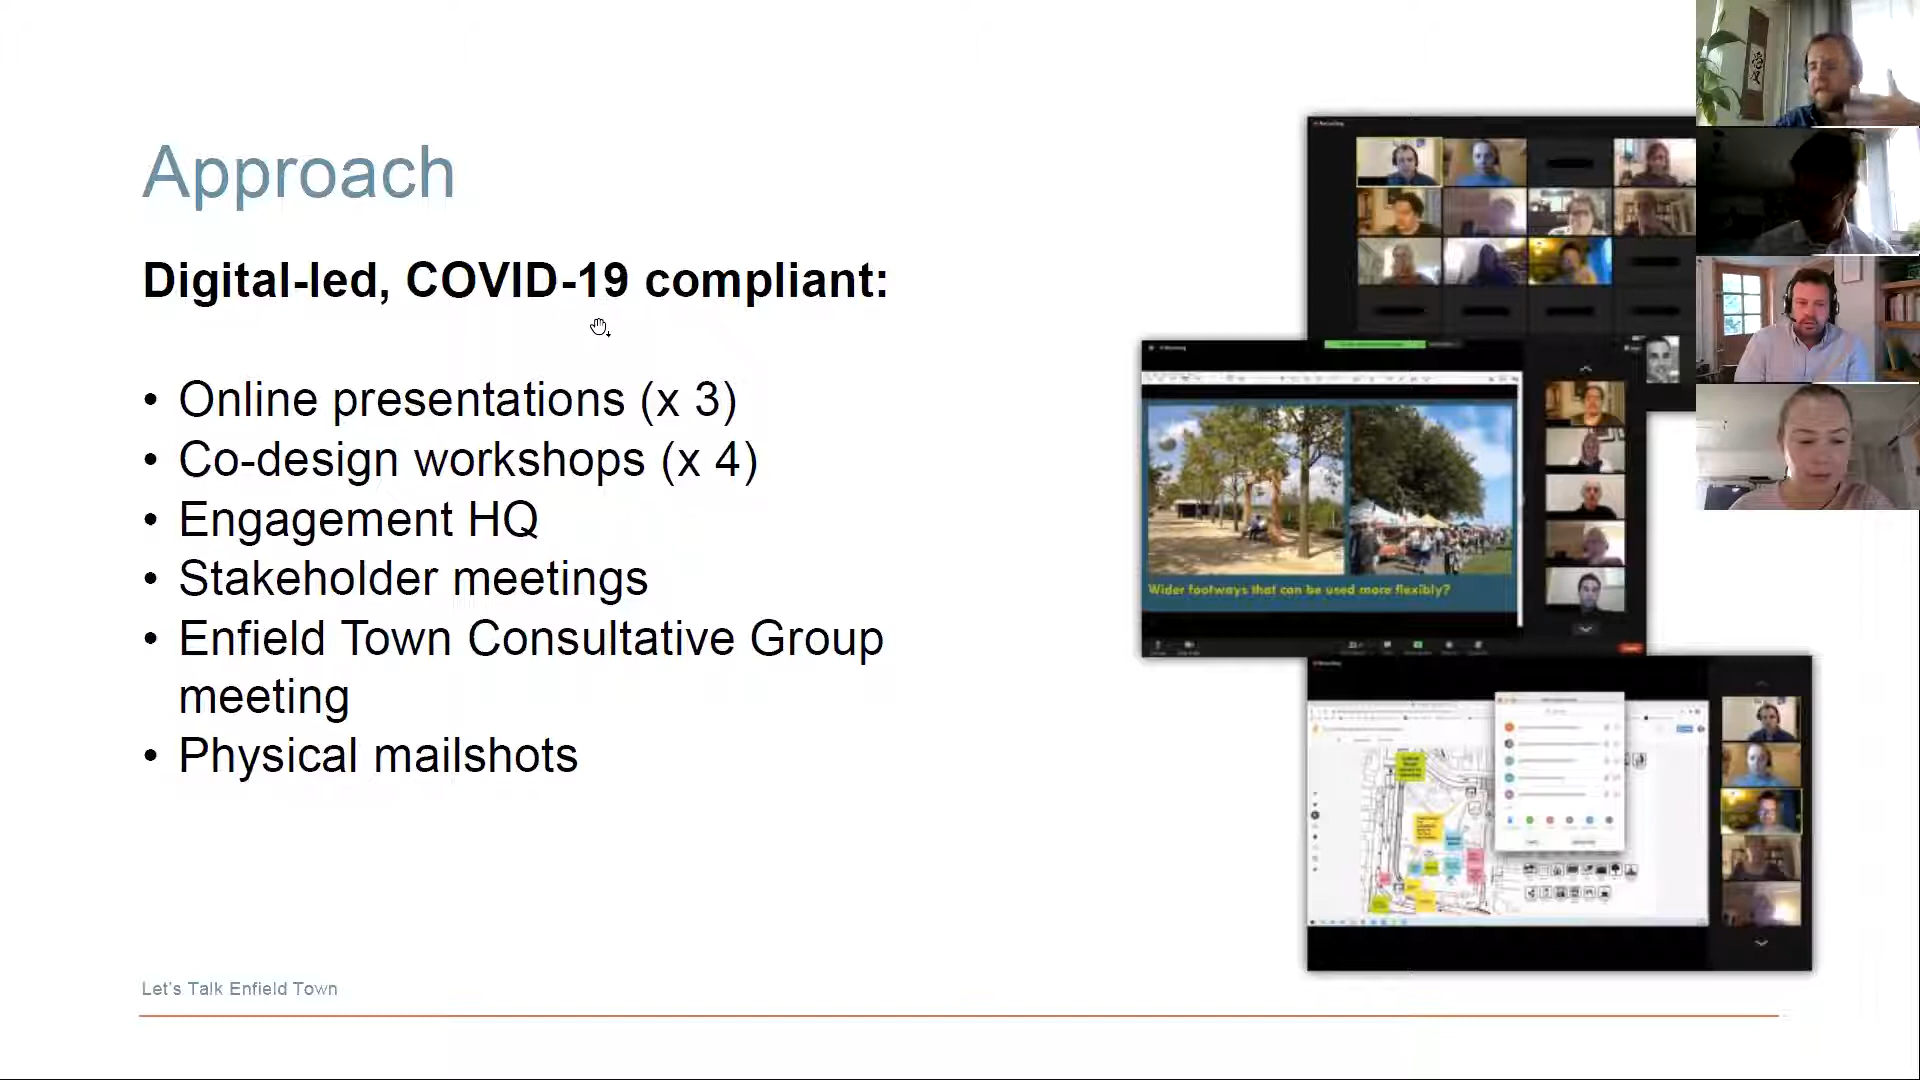 Approach
Digital-led, COVID-19 compliant:
• Online presentations (x 3)
• Co-design workshops (x 4)
• Engagement HQ
• Stakeholder meetings
• Enfield Town Consultative Group
meeting
• Physical mailshots
Wider footways that can be used more flexibly?
Let's Talk Enfield Town